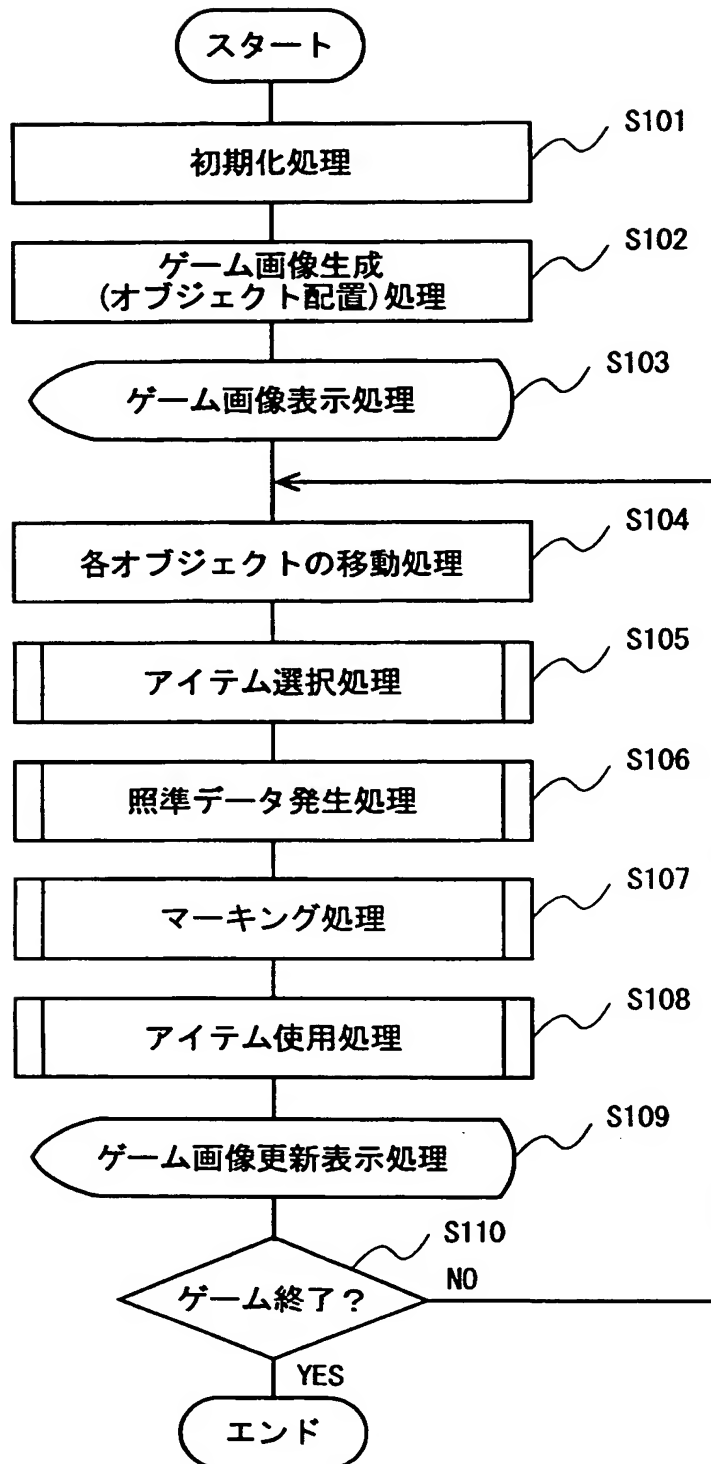 スタート
S101
初期化処理
S102
ゲーム画像生成
(オブジェクト配置)処理
S103
ゲーム画像表示処理
S104
各オブジェクトの移動処理
S105
アイテム選択処理
S106
照準データ発生処理
S107
マーキング処理
S108
アイテム使用処理
S109
ゲーム画像更新表示処理
S110
ゲーム終了?
NO
YES
エンド